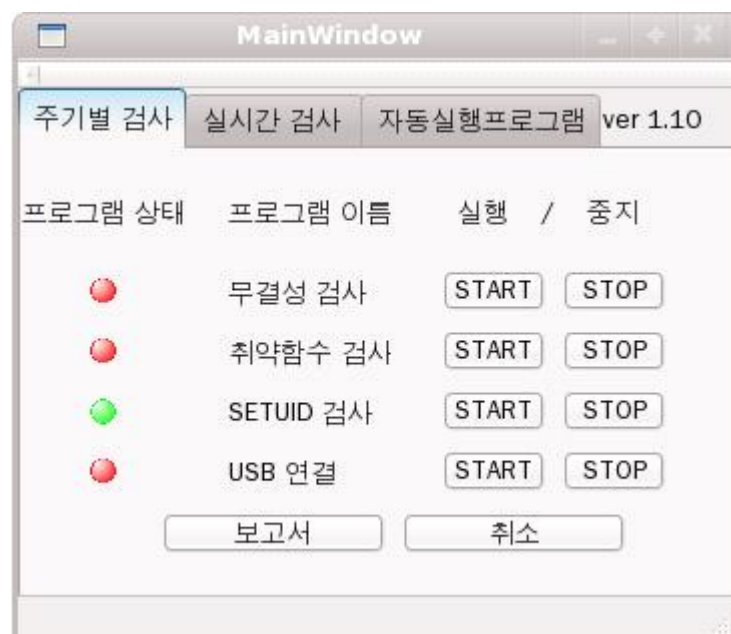 MainWindow
주기별 검사 실시간 검사 자동실행프로그램 ver 1.10
프로그램 상태 프로그램 이름 실행 / 중지
무결성 검사 START STOP
취약함수 검사 START STOP
SETUID 검사 START STOP
USB 연결 START STOP
보고서 취소